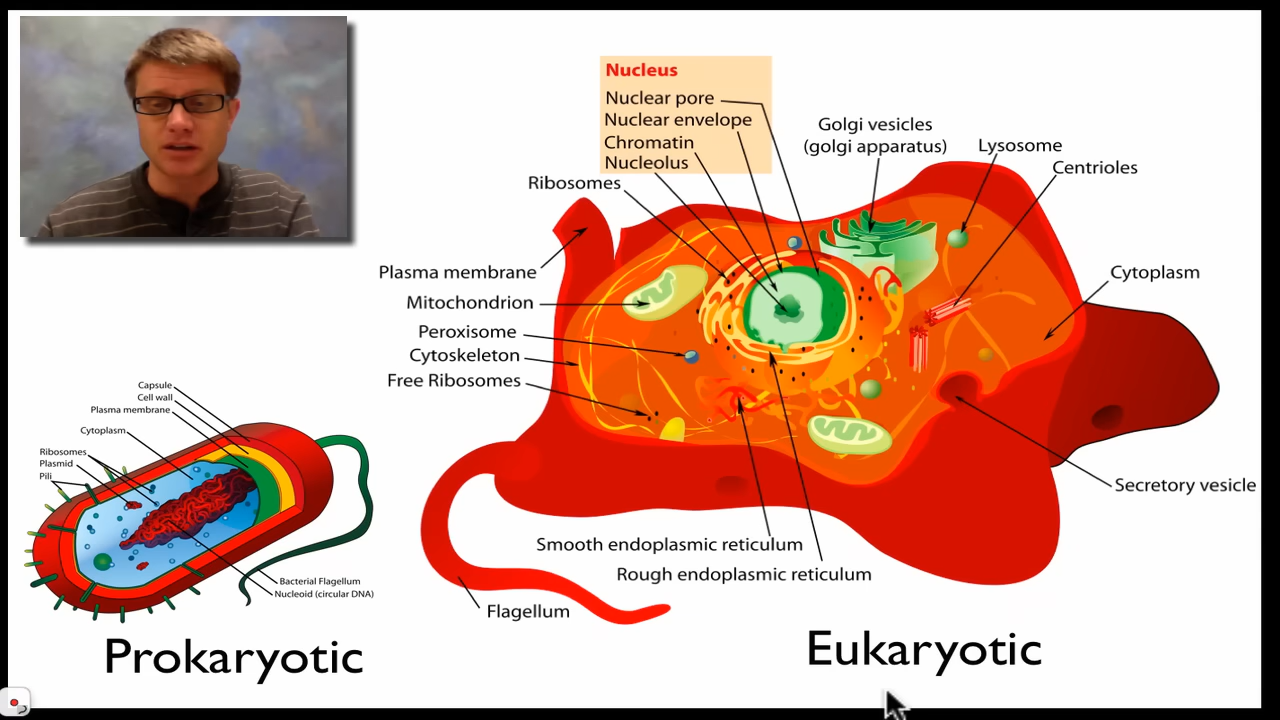 Nucleus
Nuclear pore
Nuclear envelope
Chromatin
Nucleolus
Golgi vesicles
(golgi apparatus)
Lysosome
Centrioles
Ribosomes
Plasma membrane
Mitochondrion
Peroxisome
Cytoskeleton
Free Ribosomes
Cytoplasm
Secretory vesicle
Smooth endoplasmic reticulum
Rough endoplasmic reticulum
Flagellum
Eukaryotic
Capsule
Cell wall
Plasma membrane
Cytoplasm
Ribosomes
Plasmid
Pili
Bacterial Flagellum
Nucleoid (circular DNA)
Prokaryotic